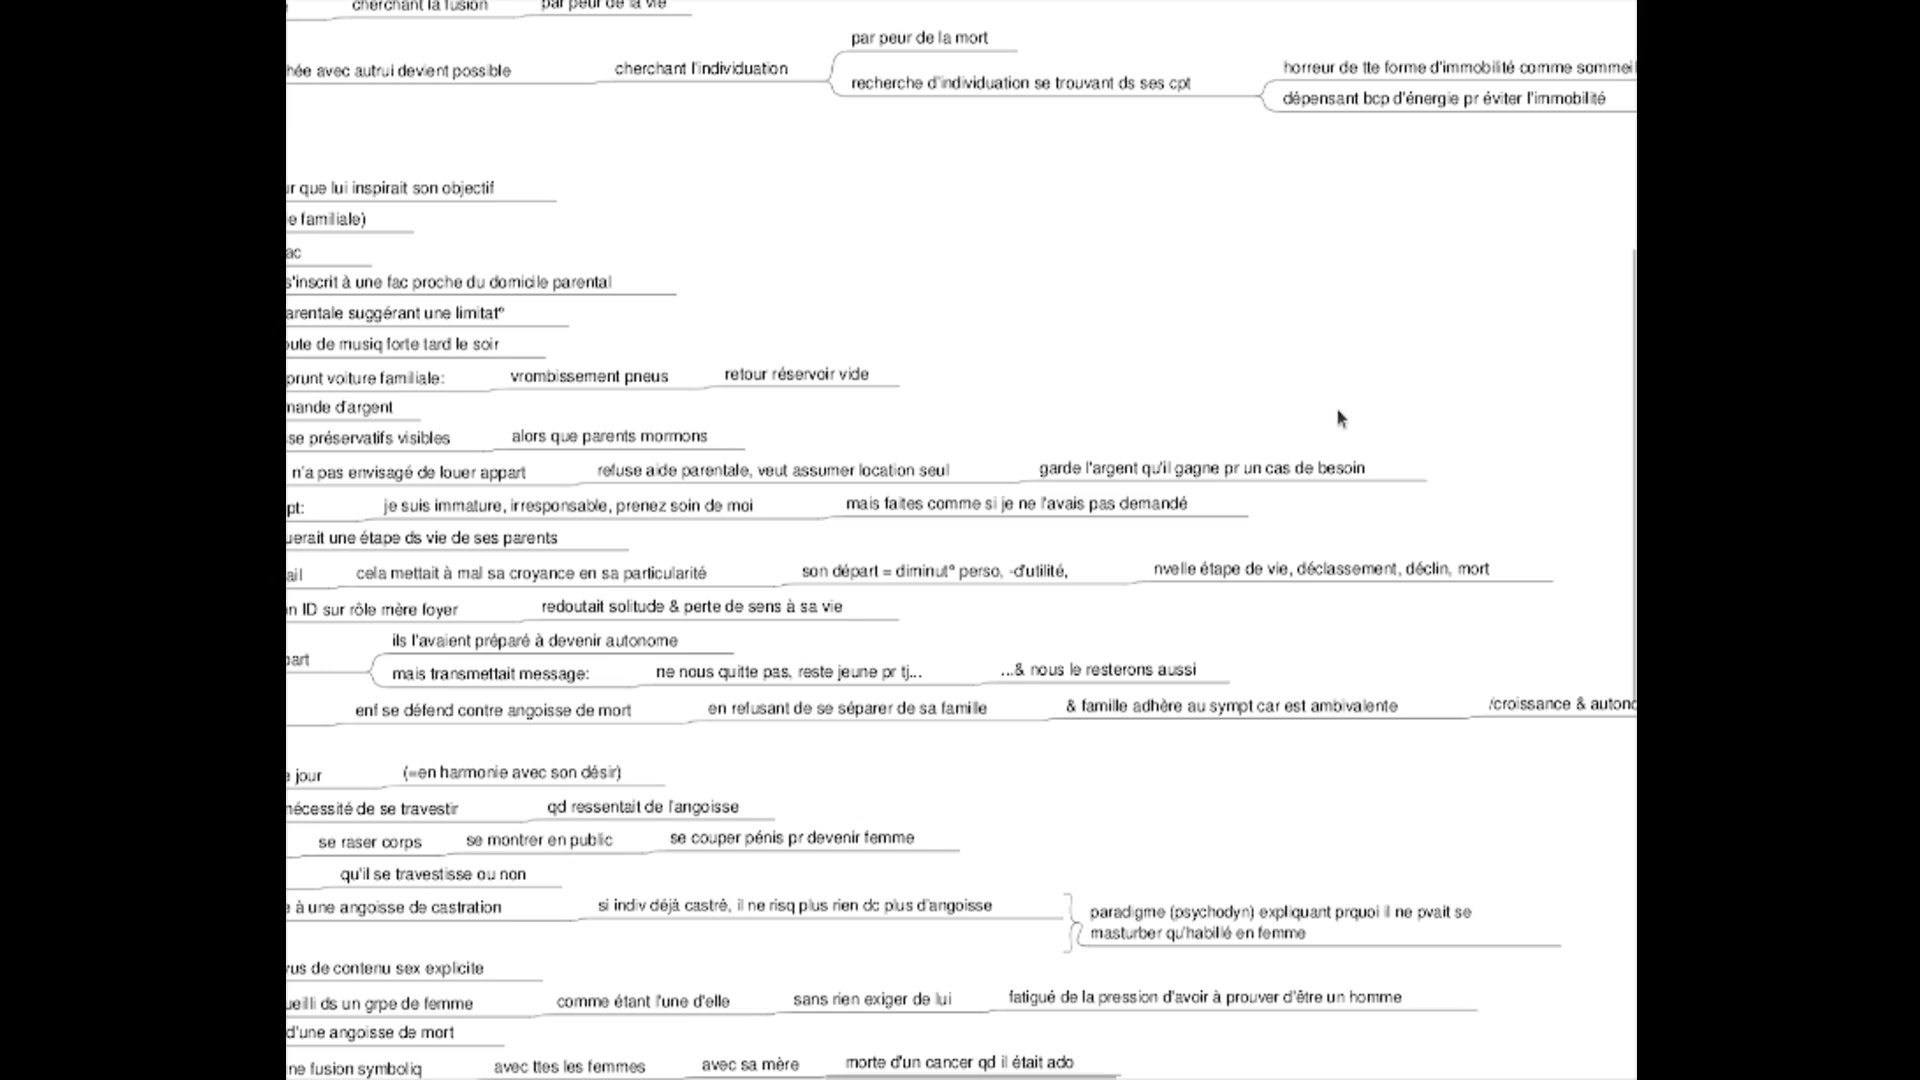 cherchant la fusion par peur de la vie
par peur de la mort
hée avec autrui devient possible cherchant l'individuation
recherche d'individuation se trouvant ds ses cpt
horreur de tte forme d'immobilité comme sommeil
dépensant bcp d'énergie pr éviter l'immobilité
ur que lui inspirait son objectif
e familiale)
ac
s'inscrit à une fac proche du domicile parental
arentale suggérant une limitat°
oute de musiq forte tard le soir
prunt voiture familiale: vrombissement pneus retour réservoir vide
mande d'argent
se préservatifs visibles alors que parents mormons
n'a pas envisagé de louer appart refuse aide parentale, veut assumer location seul garde l'argent qu'il gagne pr un cas de besoin
pt: je suis immature, irresponsable, prenez soin de moi mais faites comme si je ne l'avais pas demandé
uerait une étape ds vie de ses parents
ail cela mettait à mal sa croyance en sa particularité son départ = diminut° perso, -d'utilité, nvelle étape de vie, déclassement, déclin, mort
n ID sur rôle mère foyer redoutait solitude & perte de sens à sa vie
ils l'avaient préparé à devenir autonome
part
mais transmettait message: ne nous quitte pas, reste jeune pr tj... ...& nous le resterons aussi
enf se défend contre angoisse de mort en refusant de se séparer de sa famille & famille adhère au sympt car est ambivalente /croissance & autono
e jour (=en harmonie avec son désir)
nécessité de se travestir qd ressentait de l'angoisse
se raser corps se montrer en public se couper pénis pr devenir femme
qu'il se travestisse ou non
e à une angoisse de castration si indiv déjà castré, il ne risq plus rien dc plus d'angoisse
paradigme (psychodyn) expliquant prquoi il ne pvait se
masturber qu'habillé en femme
vus de contenu sex explicite
ueilli ds un grpe de femme comme étant l'une d'elle sans rien exiger de lui fatigué de la pression d'avoir à prouver d'être un homme
d'une angoisse de mort
ne fusion symboliq avec ttes les femmes avec sa mère morte d'un cancer qd il était ado